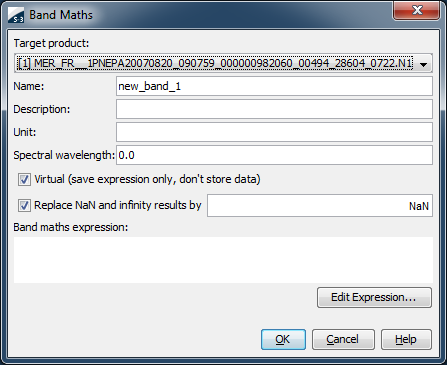 S-3 Band Maths
Target product:
[1] MER_FR__1PNEPA20070820_090759_000000982060_00494_28604_0722.N1
Name: new_band_1
Description:
Unit:
Spectral wavelength: 0.0
Virtual (save expression only, don't store data)
Replace NaN and infinity results by NaN
Band maths expression:
Edit Expression...
OK Cancel Help